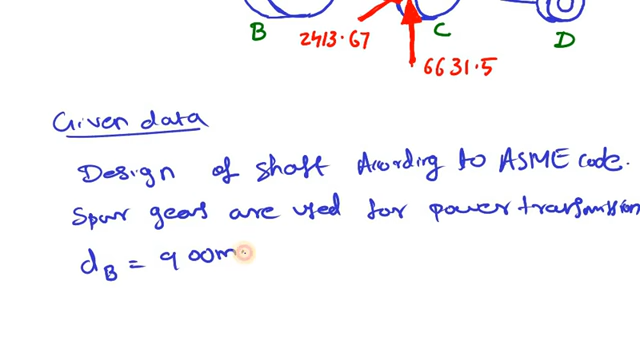 B
C
D
2413.67
6631.5
Given data
Design of shaft According to ASME code.
Spur gears are used for power transmission
dB = 900m